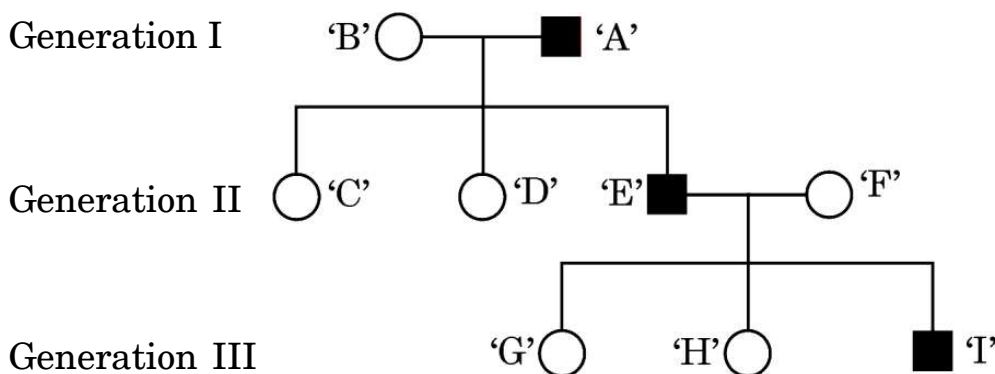 Generation I 'B' 'A'
Generation II 'C' 'D' 'E' 'F'
Generation III 'G' 'H' 'I'